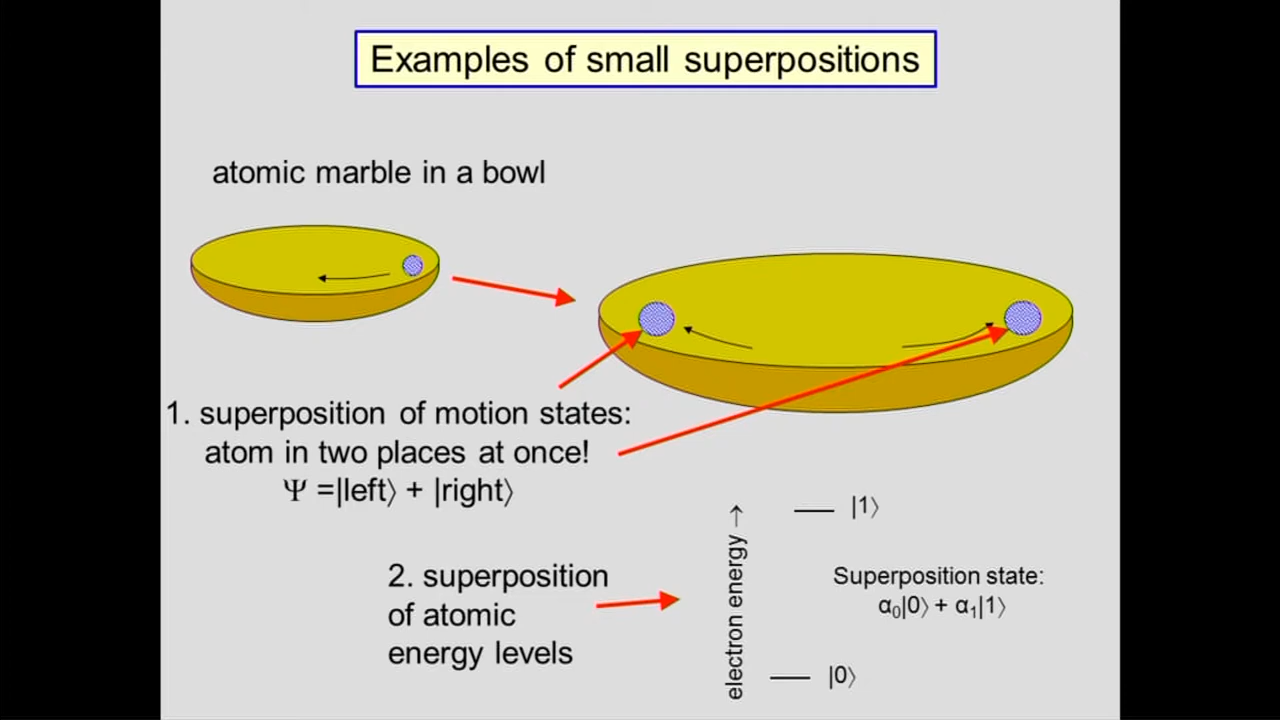 Examples of small superpositions
atomic marble in a bowl
1. superposition of motion states:
atom in two places at once!
Ψ =|left⟩ + |right⟩
2. superposition
of atomic
energy levels
electron energy →
|1⟩
Superposition state:
α₀|0⟩ + α₁|1⟩
|0⟩